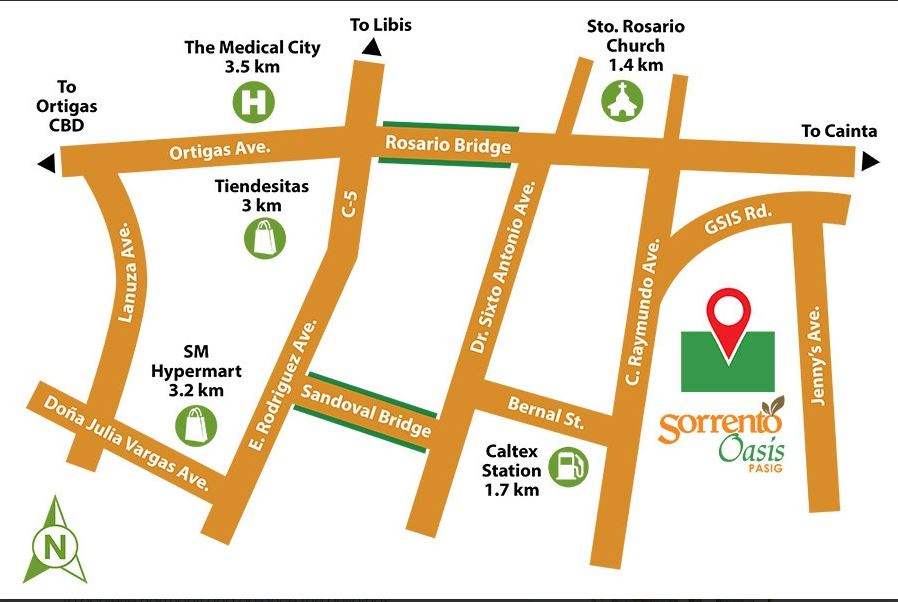 To Libis
The Medical City
3.5 km
H
Sto. Rosario
Church
1.4 km
To
Ortigas
CBD
To Cainta
Ortigas Ave.
Rosario Bridge
Tiendesitas
3 km
C-5
Lanuza Ave.
Dr. Sixto Antonio Ave.
GSIS Rd.
C. Raymundo Ave.
Jenny's Ave.
SM
Hypermart
3.2 km
E. Rodriguez Ave.
Sandoval Bridge
Bernal St.
Doña Julia Vargas Ave.
Caltex
Station
1.7 km
Sorrento
Oasis
PASIG
N